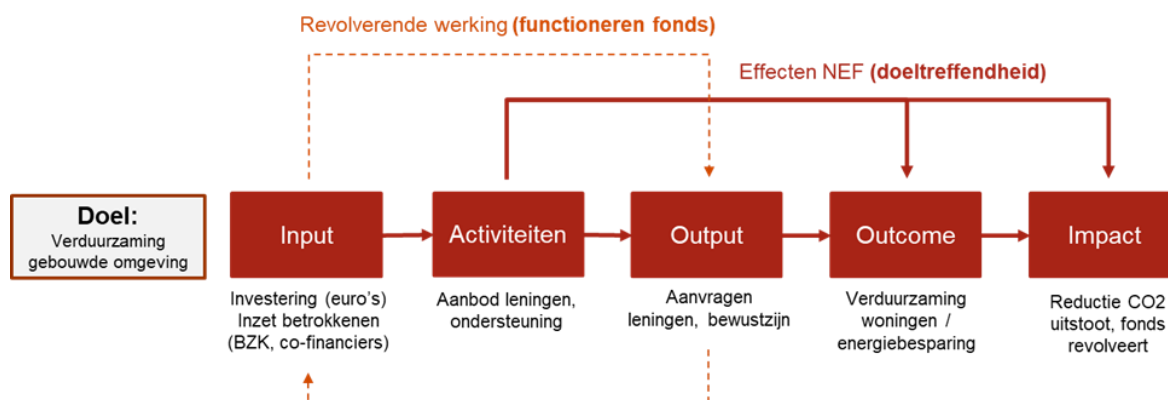 Revolverende werking (functioneren fonds)
Effecten NEF (doeltreffendheid)
Doel:
Verduurzaming
gebouwde omgeving
Input
Activiteiten
Output
Outcome
Impact
Investering (euro's)
Inzet betrokkenen
(BZK, co-financiers)
Aanbod leningen,
ondersteuning
Aanvragen
leningen, bewustzijn
Verduurzaming
woningen /
energiebesparing
Reductie CO2
uitstoot, fonds
revolveert